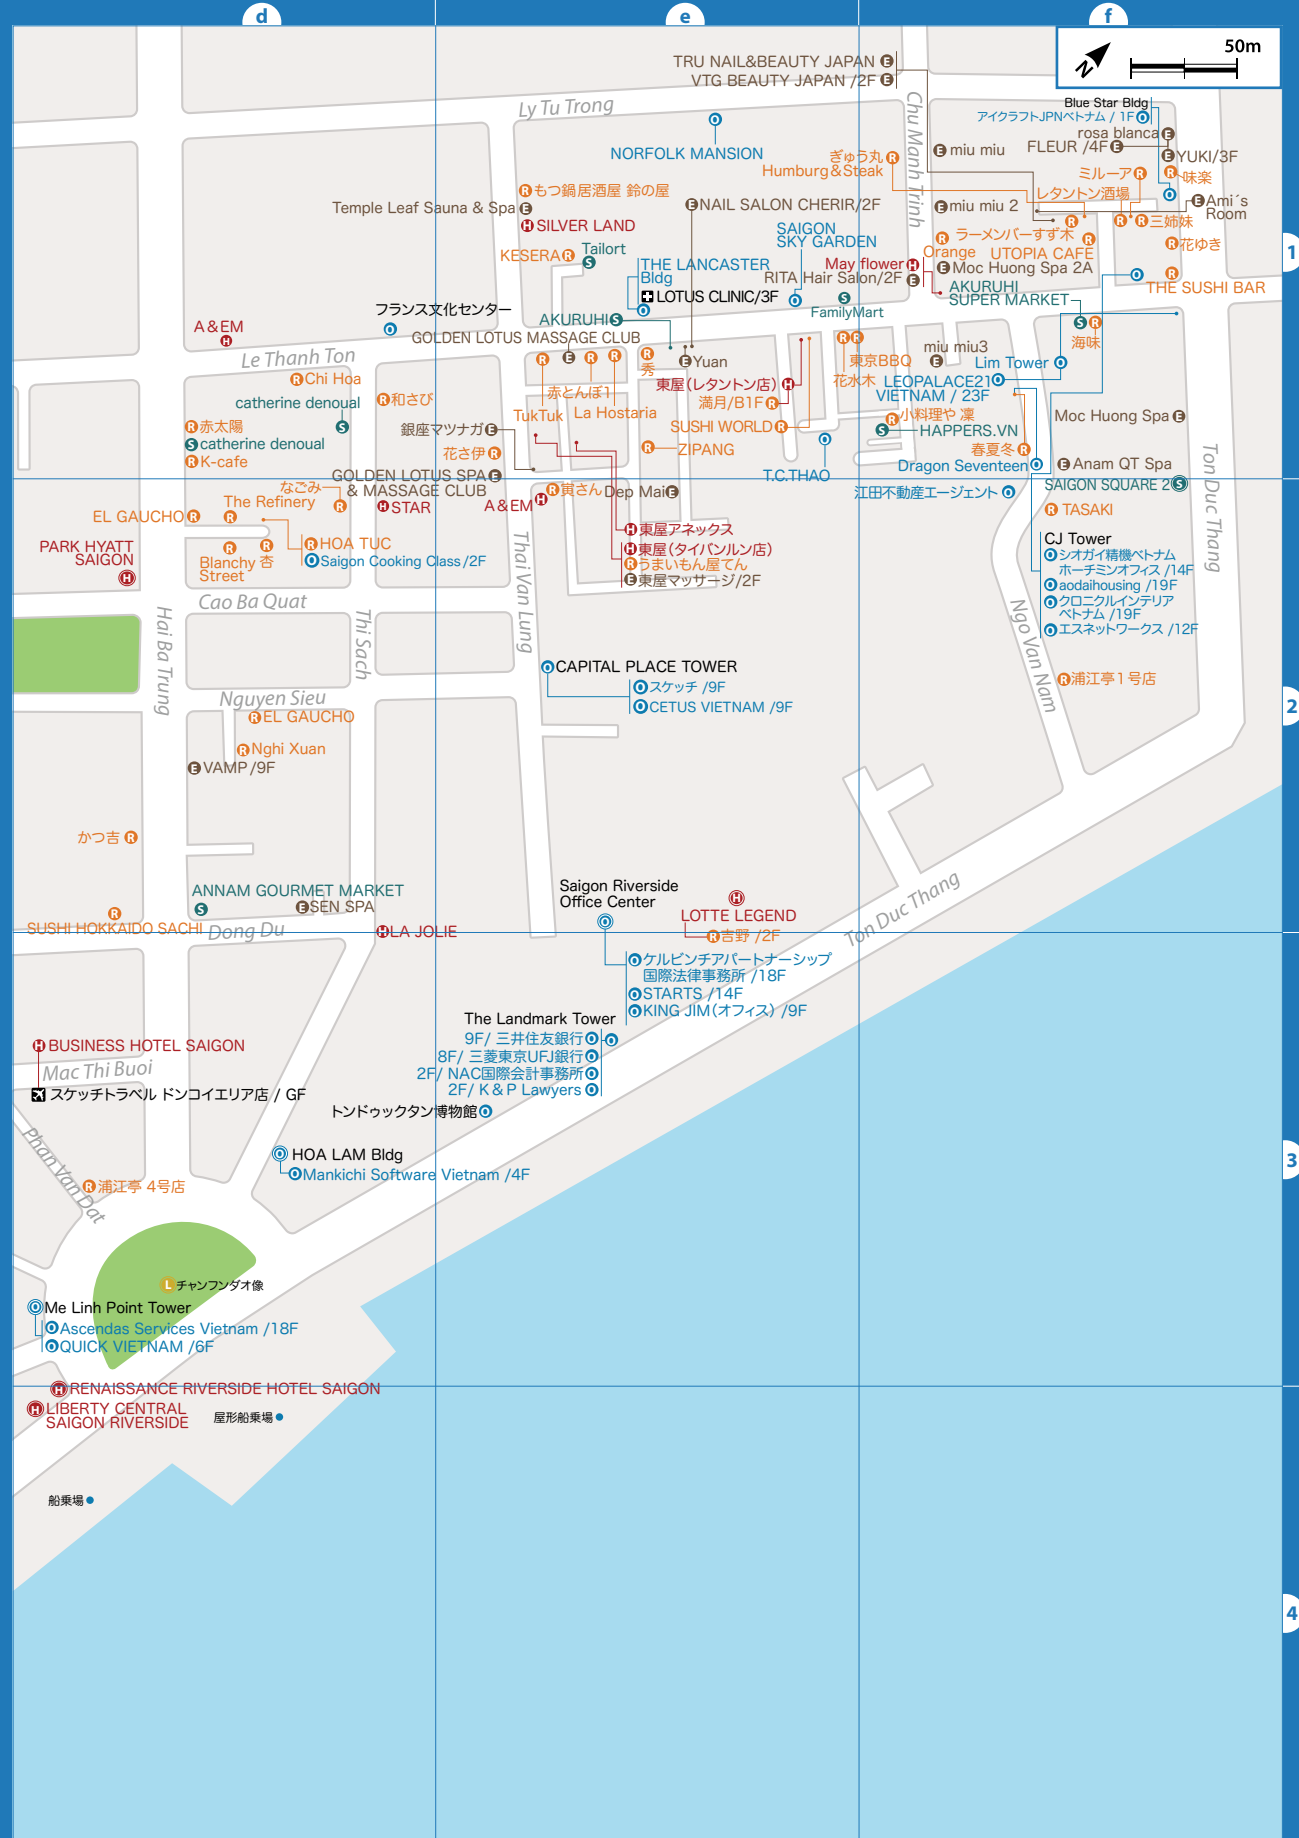 d
e
f
50m
N
TRU NAIL&BEAUTY JAPAN E
VTG BEAUTY JAPAN /2F E
Ly Tu Trong
Chu Manh Trinh
Blue Star Bldg
アイクラフトJPNベトナム / 1F O
rosa blanca E
FLEUR /4F E
E YUKI/3F
O
NORFOLK MANSION
ぎゅう丸 R
Humburg&Steak
E miu miu
ミルーア R
R 味楽
レタントン酒場
O
E Ami´s
Room
R もつ鍋居酒屋 鈴の屋
Temple Leaf Sauna & Spa E
E NAIL SALON CHERIR/2F
E miu miu 2
R
R R 三姉妹
H SILVER LAND
SAIGON
SKY GARDEN
R ラーメンバーすず木
R
R 花ゆき
1
KESERA R
Tailort
S
Orange
UTOPIA CAFE
THE LANCASTER
Bldg
May flower H
E Moc Huong Spa 2A
O
R
RITA Hair Salon/2F E
AKURUHI
SUPER MARKET
THE SUSHI BAR
LOTUS CLINIC/3F
O
O
S
FamilyMart
フランス文化センター
O
AKURUHI S
S R
海味
A&EM
H
GOLDEN LOTUS MASSAGE CLUB
R R
miu miu3
E
Le Thanh Ton
R E R R
R
秀
E Yuan
東京BBQ
Lim Tower O
R Chi Hoa
赤とんぼ1
東屋(レタントン店) H
花水木
LEOPALACE21 O
VIETNAM / 23F
catherine denoual
R 和さび
満月/B1F R
TukTuk
La Hostaria
R 小料理や 凜
Moc Huong Spa E
R 赤太陽
S
銀座マツナガ E
SUSHI WORLD R
S HAPPERS.VN
S catherine denoual
花さ伊 R
R ZIPANG
O
春夏冬 R
R K-cafe
Dragon Seventeen O
E Anam QT Spa
GOLDEN LOTUS SPA E
& MASSAGE CLUB
T.C.THAO
SAIGON SQUARE 2 S
Ton Duc Thang
なごみ
R
The Refinery
R 寅さん
Dep Mai E
江田不動産エージェント O
H STAR
A&EM H
R TASAKI
EL GAUCHO R
R
H 東屋アネックス
PARK HYATT
SAIGON
H
R R
Blanchy 杏
Street
R HOA TUC
O Saigon Cooking Class/2F
H 東屋(タイバンルン店)
R うまいもん屋てん
E 東屋マッサージ/2F
CJ Tower
O シオガイ精機ベトナム
ホーチミンオフィス /14F
O aodaihousing /19F
O クロニクルインテリア
ベトナム /19F
O エスネットワークス /12F
Cao Ba Quat
Thai Van Lung
Thi Sach
Hai Ba Trung
Ngo Van Nam
O CAPITAL PLACE TOWER
O スケッチ /9F
O CETUS VIETNAM /9F
R 浦江亭1号店
Nguyen Sieu
2
R EL GAUCHO
R Nghi Xuan
E VAMP /9F
かつ吉 R
ANNAM GOURMET MARKET
S
E SEN SPA
Saigon Riverside
Office Center
O
H
LOTTE LEGEND
R 吉野 /2F
Ton Duc Thang
R
SUSHI HOKKAIDO SACHI
Dong Du
H LA JOLIE
O ケルビンチアパートナーシップ
国際法律事務所 /18F
O STARTS /14F
O KING JIM(オフィス) /9F
The Landmark Tower
9F/ 三井住友銀行 O O
8F/ 三菱東京UFJ銀行 O
2F/ NAC国際会計事務所 O
2F/ K&P Lawyers O
H BUSINESS HOTEL SAIGON
Mac Thi Buoi
スケッチトラベル ドンコイエリア店 / GF
トンドゥックタン博物館 O
Phan Van Dat
O HOA LAM Bldg
O Mankichi Software Vietnam /4F
3
R 浦江亭 4号店
L チャンフンダオ像
O Me Linh Point Tower
O Ascendas Services Vietnam /18F
O QUICK VIETNAM /6F
H RENAISSANCE RIVERSIDE HOTEL SAIGON
H LIBERTY CENTRAL
SAIGON RIVERSIDE
屋形船乗場
船乗場
4